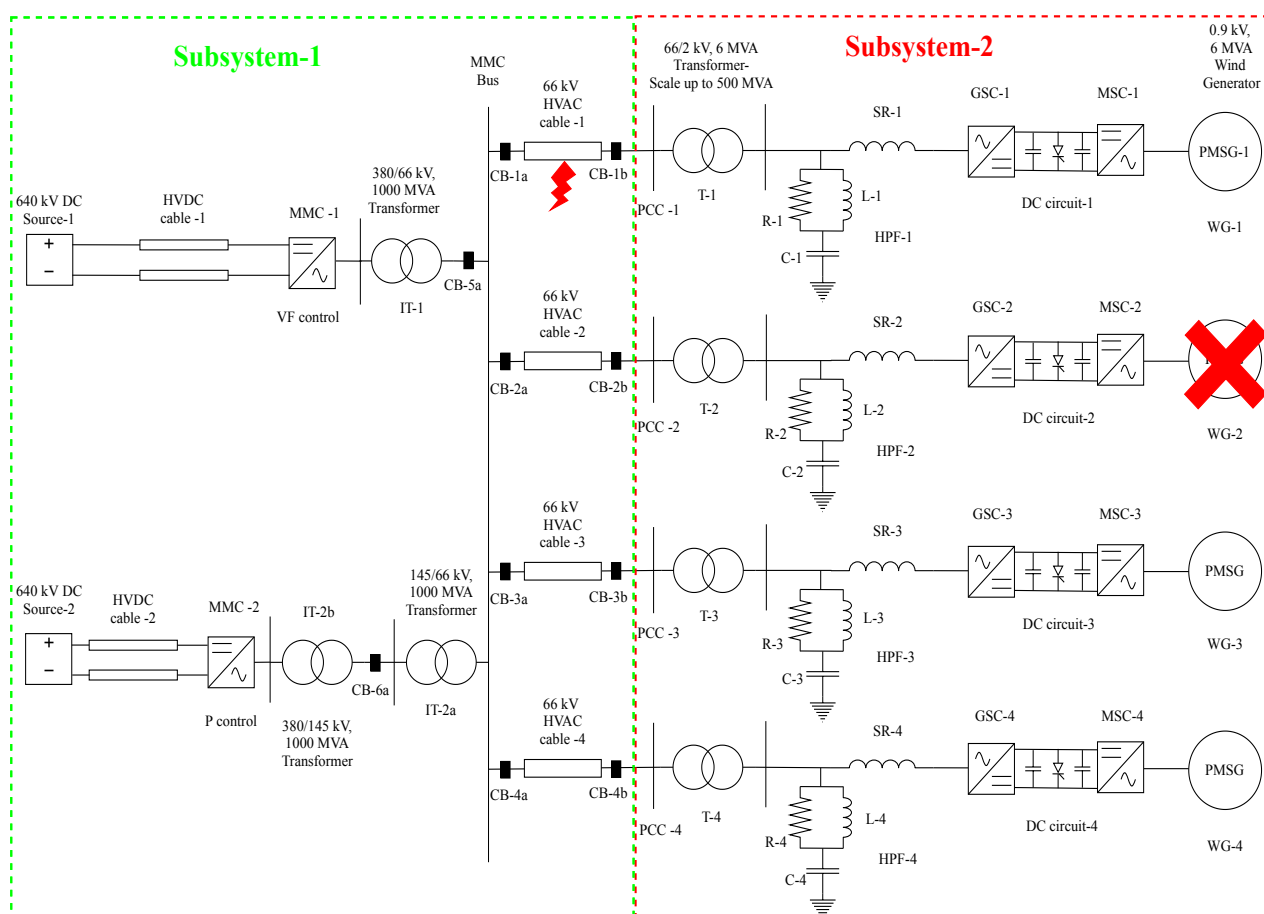 Subsystem-1
Subsystem-2
MMC
Bus
66 kV
HVAC
cable -1
66/2 kV, 6 MVA
Transformer-
Scale up to 500 MVA
0.9 kV,
6 MVA
Wind
Generator
CB-1a
CB-1b
PCC -1
T-1
SR-1
R-1
L-1
C-1
HPF-1
GSC-1
MSC-1
DC circuit-1
PMSG-1
WG-1
640 kV DC
Source-1
+
−
HVDC
cable -1
MMC -1
VF control
380/66 kV,
1000 MVA
Transformer
IT-1
CB-5a
66 kV
HVAC
cable -2
CB-2a
CB-2b
PCC -2
T-2
SR-2
R-2
L-2
C-2
HPF-2
GSC-2
MSC-2
DC circuit-2
WG-2
66 kV
HVAC
cable -3
CB-3a
CB-3b
PCC -3
T-3
SR-3
R-3
L-3
C-3
HPF-3
GSC-3
MSC-3
DC circuit-3
PMSG
WG-3
640 kV DC
Source-2
+
−
HVDC
cable -2
MMC -2
P control
IT-2b
380/145 kV,
1000 MVA
Transformer
CB-6a
145/66 kV,
1000 MVA
Transformer
IT-2a
66 kV
HVAC
cable -4
CB-4a
CB-4b
PCC -4
T-4
SR-4
R-4
L-4
C-4
HPF-4
GSC-4
MSC-4
DC circuit-4
PMSG
WG-4